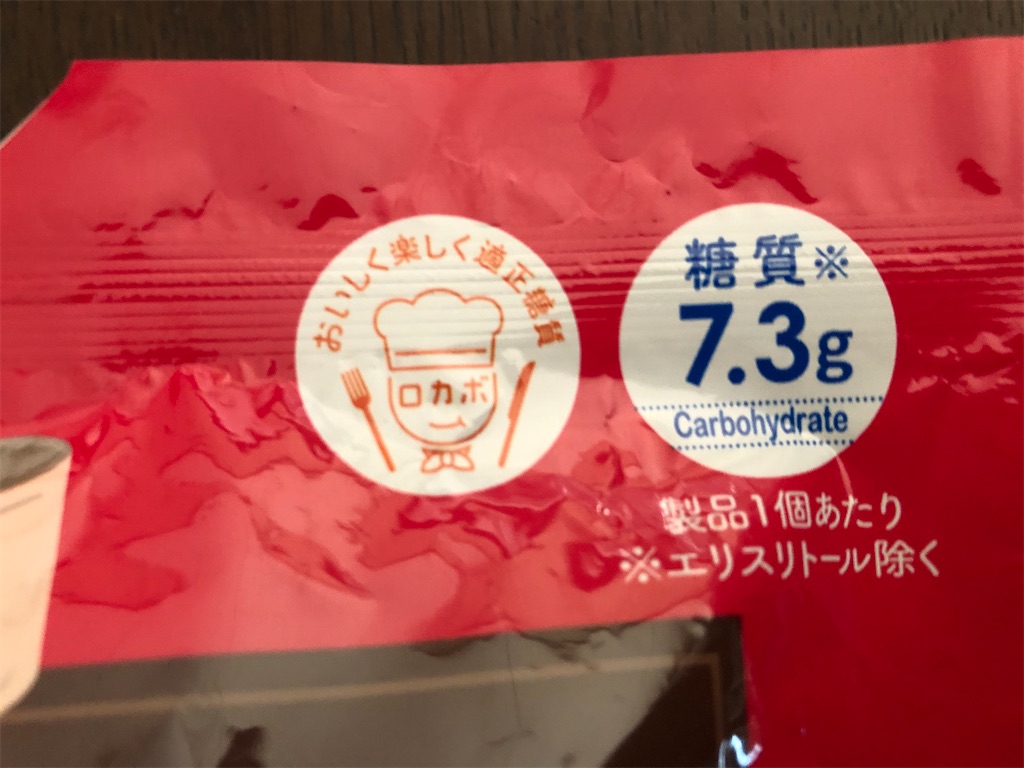 おいしく楽しく適正糖質
ロカボ
糖質※
7.3g
Carbohydrate
製品1個あたり
※エリスリトール除く